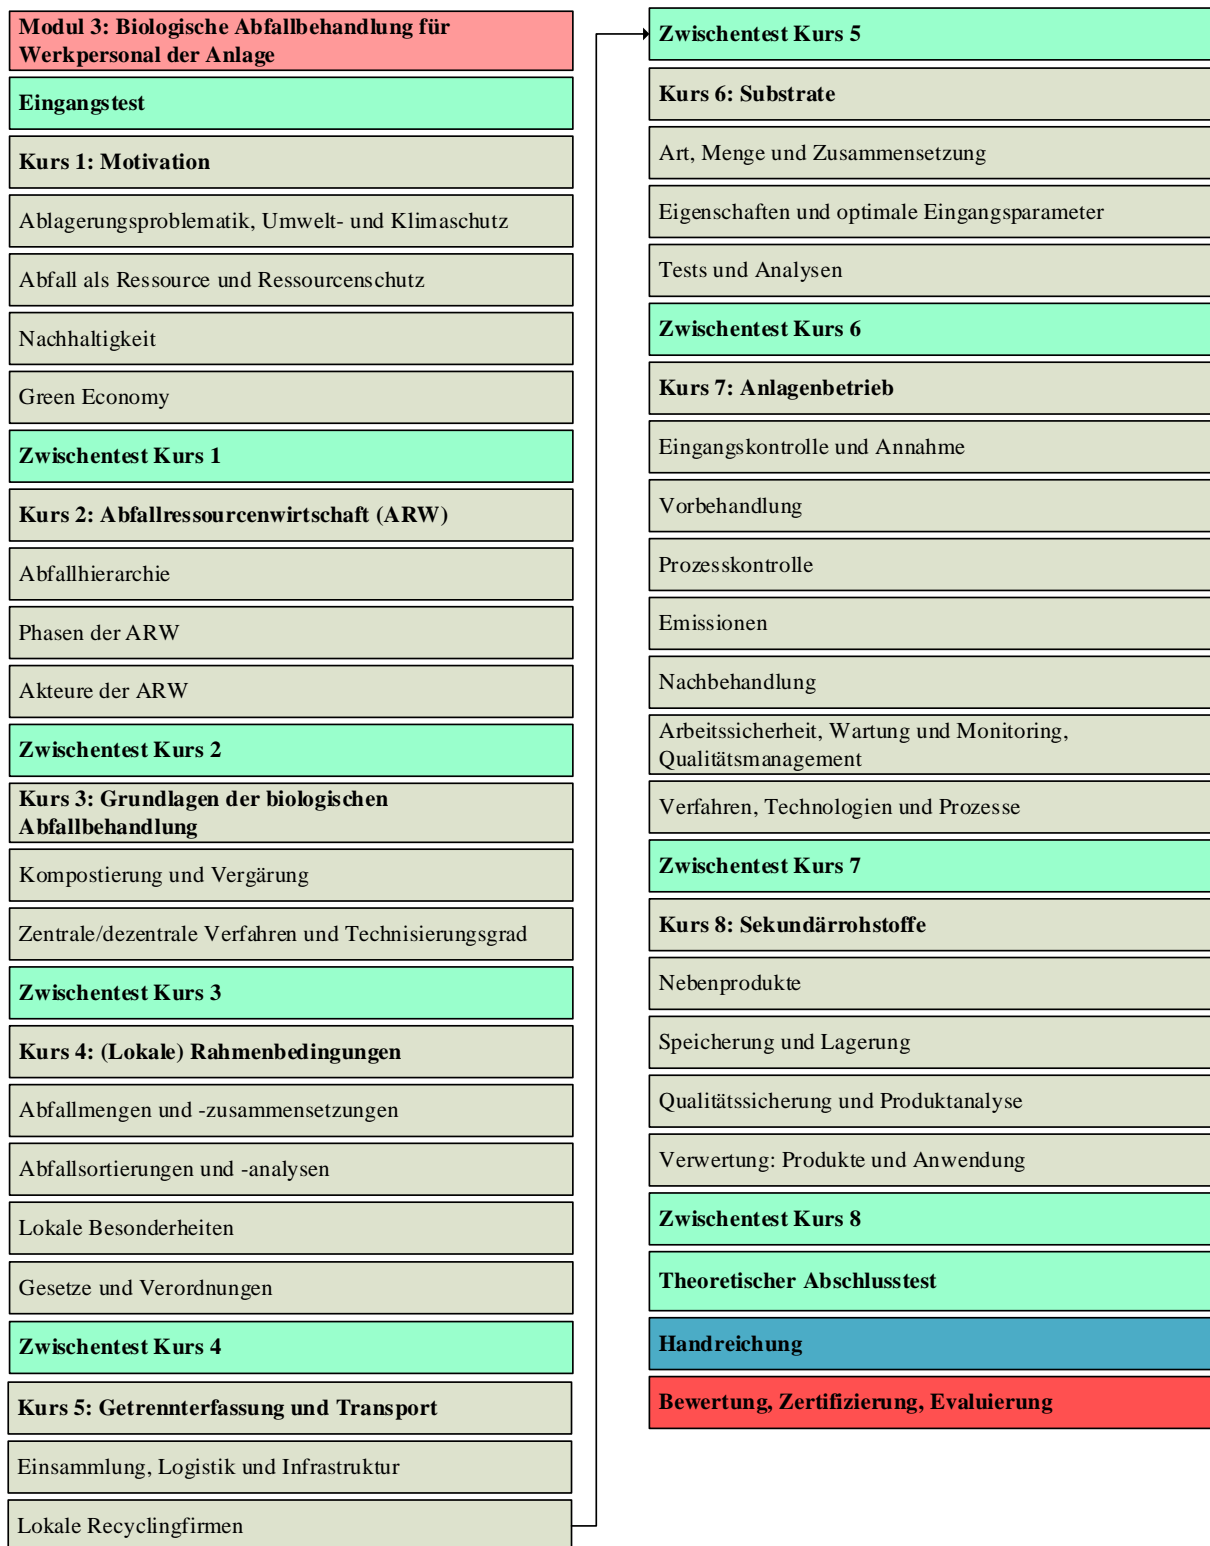 Modul 3: Biologische Abfallbehandlung für
Werkpersonal der Anlage
Eingangstest
Kurs 1: Motivation
Ablagerungsproblematik, Umwelt- und Klimaschutz
Abfall als Ressource und Ressourcenschutz
Nachhaltigkeit
Green Economy
Zwischentest Kurs 1
Kurs 2: Abfallressourcenwirtschaft (ARW)
Abfallhierarchie
Phasen der ARW
Akteure der ARW
Zwischentest Kurs 2
Kurs 3: Grundlagen der biologischen
Abfallbehandlung
Kompostierung und Vergärung
Zentrale/dezentrale Verfahren und Technisierungsgrad
Zwischentest Kurs 3
Kurs 4: (Lokale) Rahmenbedingungen
Abfallmengen und -zusammensetzungen
Abfallsortierungen und -analysen
Lokale Besonderheiten
Gesetze und Verordnungen
Zwischentest Kurs 4
Kurs 5: Getrennterfassung und Transport
Einsammlung, Logistik und Infrastruktur
Lokale Recyclingfirmen
Zwischentest Kurs 5
Kurs 6: Substrate
Art, Menge und Zusammensetzung
Eigenschaften und optimale Eingangsparameter
Tests und Analysen
Zwischentest Kurs 6
Kurs 7: Anlagenbetrieb
Eingangskontrolle und Annahme
Vorbehandlung
Prozesskontrolle
Emissionen
Nachbehandlung
Arbeitssicherheit, Wartung und Monitoring,
Qualitätsmanagement
Verfahren, Technologien und Prozesse
Zwischentest Kurs 7
Kurs 8: Sekundärrohstoffe
Nebenprodukte
Speicherung und Lagerung
Qualitätssicherung und Produktanalyse
Verwertung: Produkte und Anwendung
Zwischentest Kurs 8
Theoretischer Abschlusstest
Handreichung
Bewertung, Zertifizierung, Evaluierung